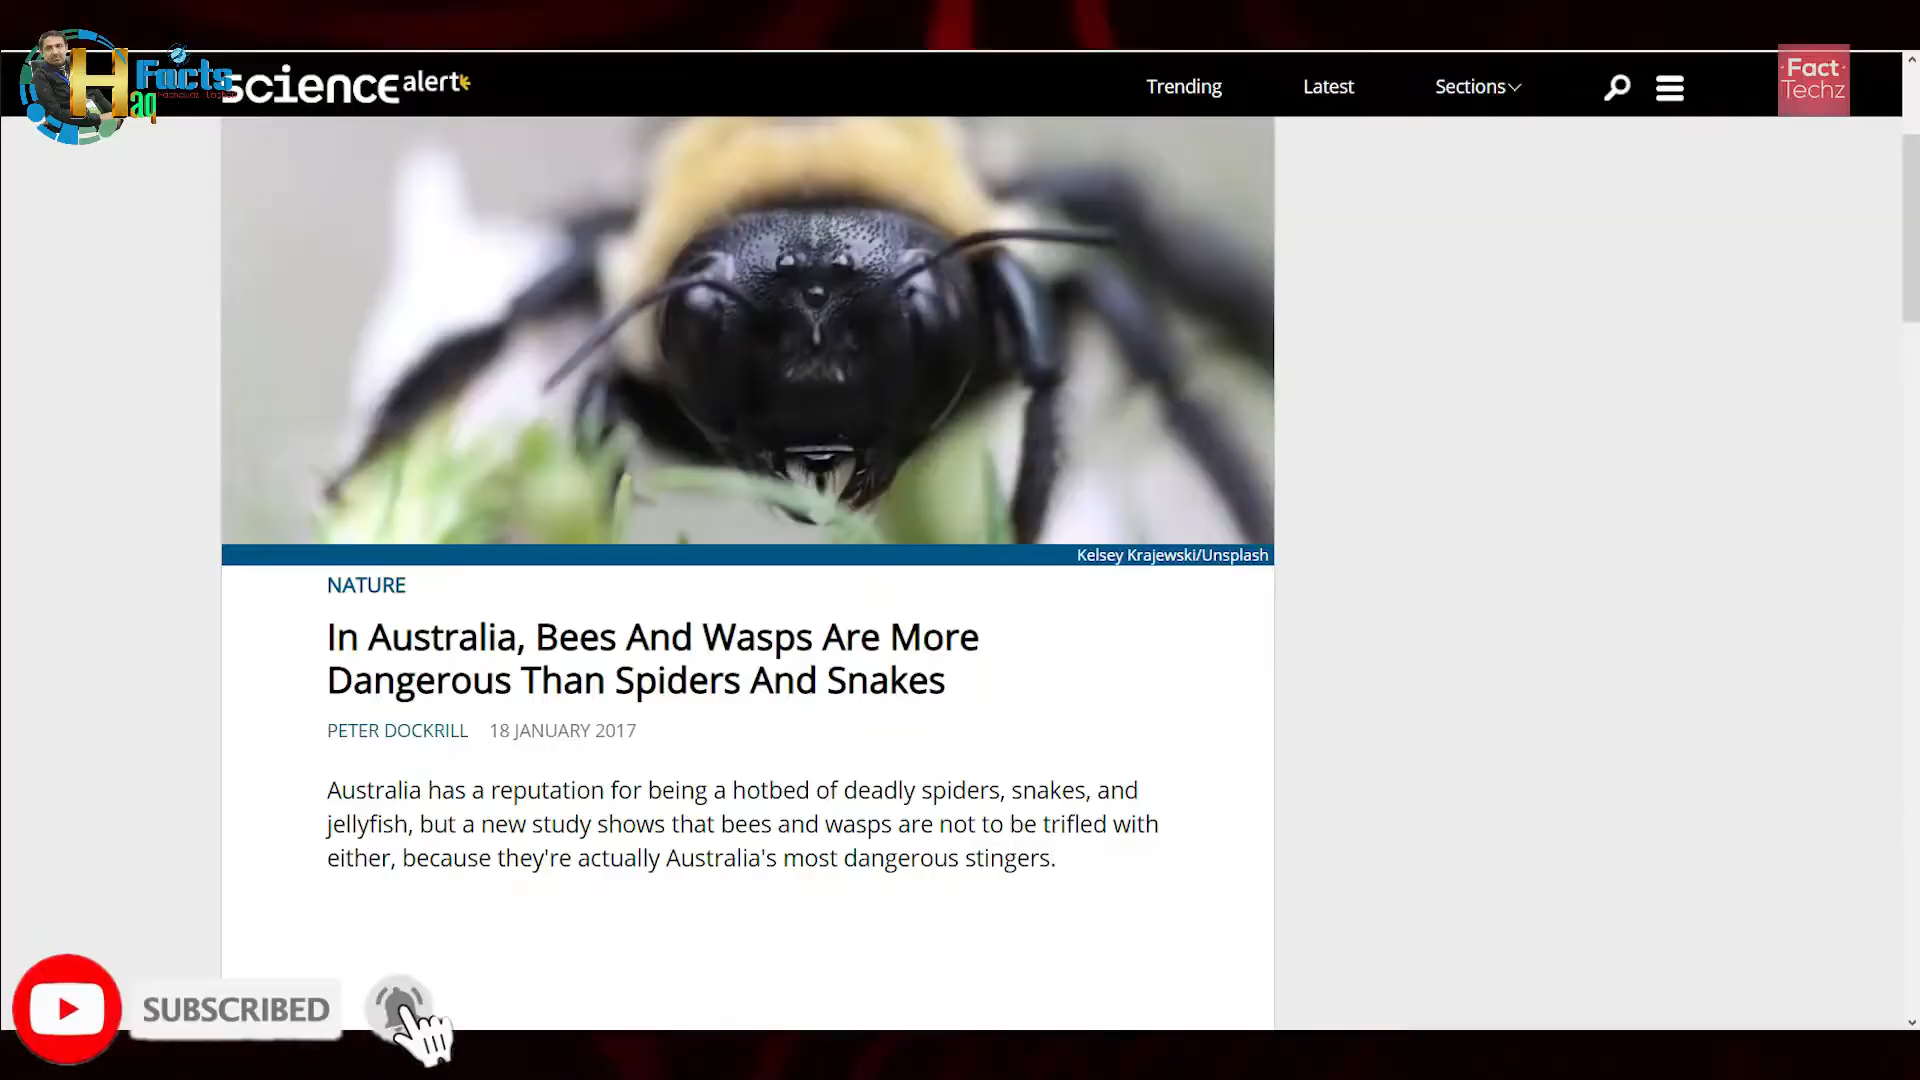 H
aq
Facts
science alert
Trending
Latest
Sections
Fact
Techz
Kelsey Krajewski/Unsplash
NATURE
In Australia, Bees And Wasps Are More
Dangerous Than Spiders And Snakes
PETER DOCKRILL 18 JANUARY 2017
Australia has a reputation for being a hotbed of deadly spiders, snakes, and
jellyfish, but a new study shows that bees and wasps are not to be trifled with
either, because they're actually Australia's most dangerous stingers.
SUBSCRIBED